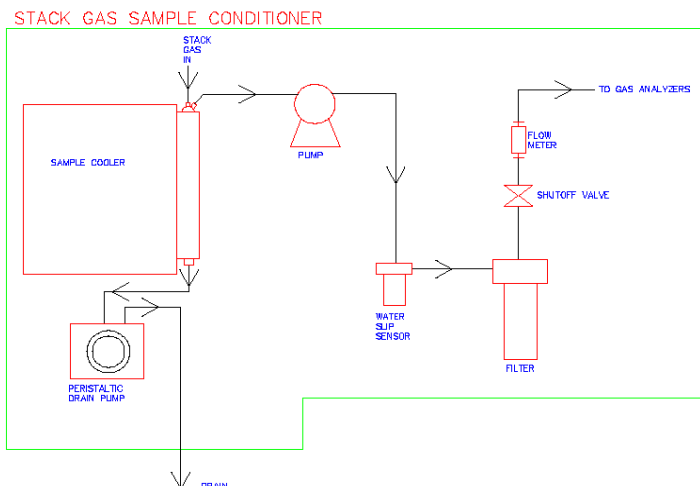 STACK GAS SAMPLE CONDITIONER
STACK
GAS
IN
TO GAS ANALYZERS
FLOW
METER
PUMP
SAMPLE COOLER
SHUTOFF VALVE
WATER
SLIP
SENSOR
FILTER
PERISTALTIC
DRAIN PUMP
DRAIN